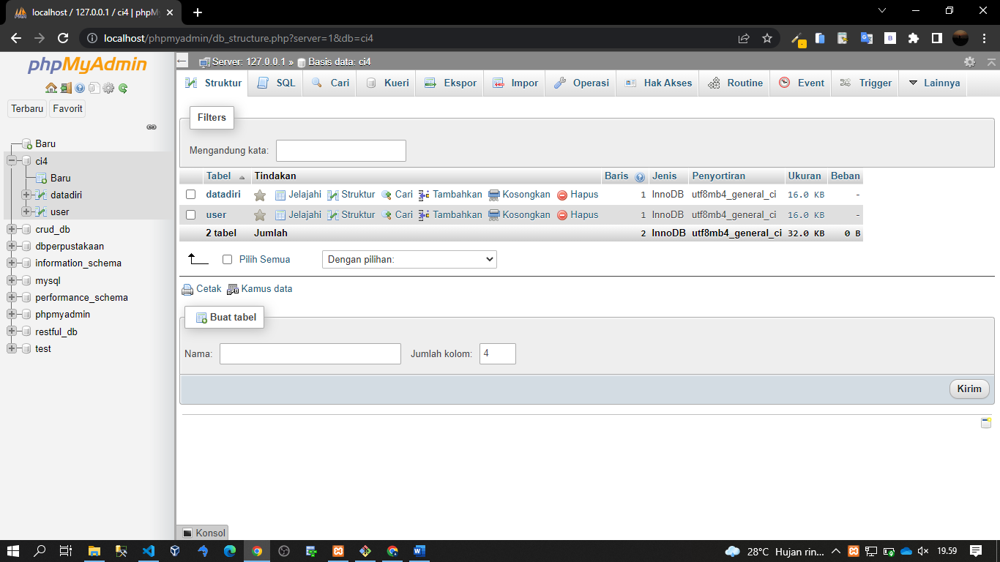 localhost / 127.0.0.1 / ci4 | phpM
localhost/phpmyadmin/db_structure.php?server=1&db=ci4
phpMyAdmin
Terbaru Favorit
Baru
ci4
Baru
datadiri
user
crud_db
dbperpustakaan
information_schema
mysql
performance_schema
phpmyadmin
restful_db
test
Server: 127.0.0.1 » Basis data: ci4
Struktur SQL Cari Kueri Ekspor Impor Operasi Hak Akses Routine Event Trigger Lainnya
Filters
Mengandung kata:
Tabel Tindakan Baris Jenis Penyortiran Ukuran Beban
datadiri Jelajahi Struktur Cari Tambahkan Kosongkan Hapus 1 InnoDB utf8mb4_general_ci 16.0 KB -
user Jelajahi Struktur Cari Tambahkan Kosongkan Hapus 1 InnoDB utf8mb4_general_ci 16.0 KB -
2 tabel Jumlah 2 InnoDB utf8mb4_general_ci 32.0 KB 0 B
Pilih Semua Dengan pilihan:
Cetak Kamus data
Buat tabel
Nama: Jumlah kolom: 4
Kirim
Konsol
28°C Hujan rin... 19.59